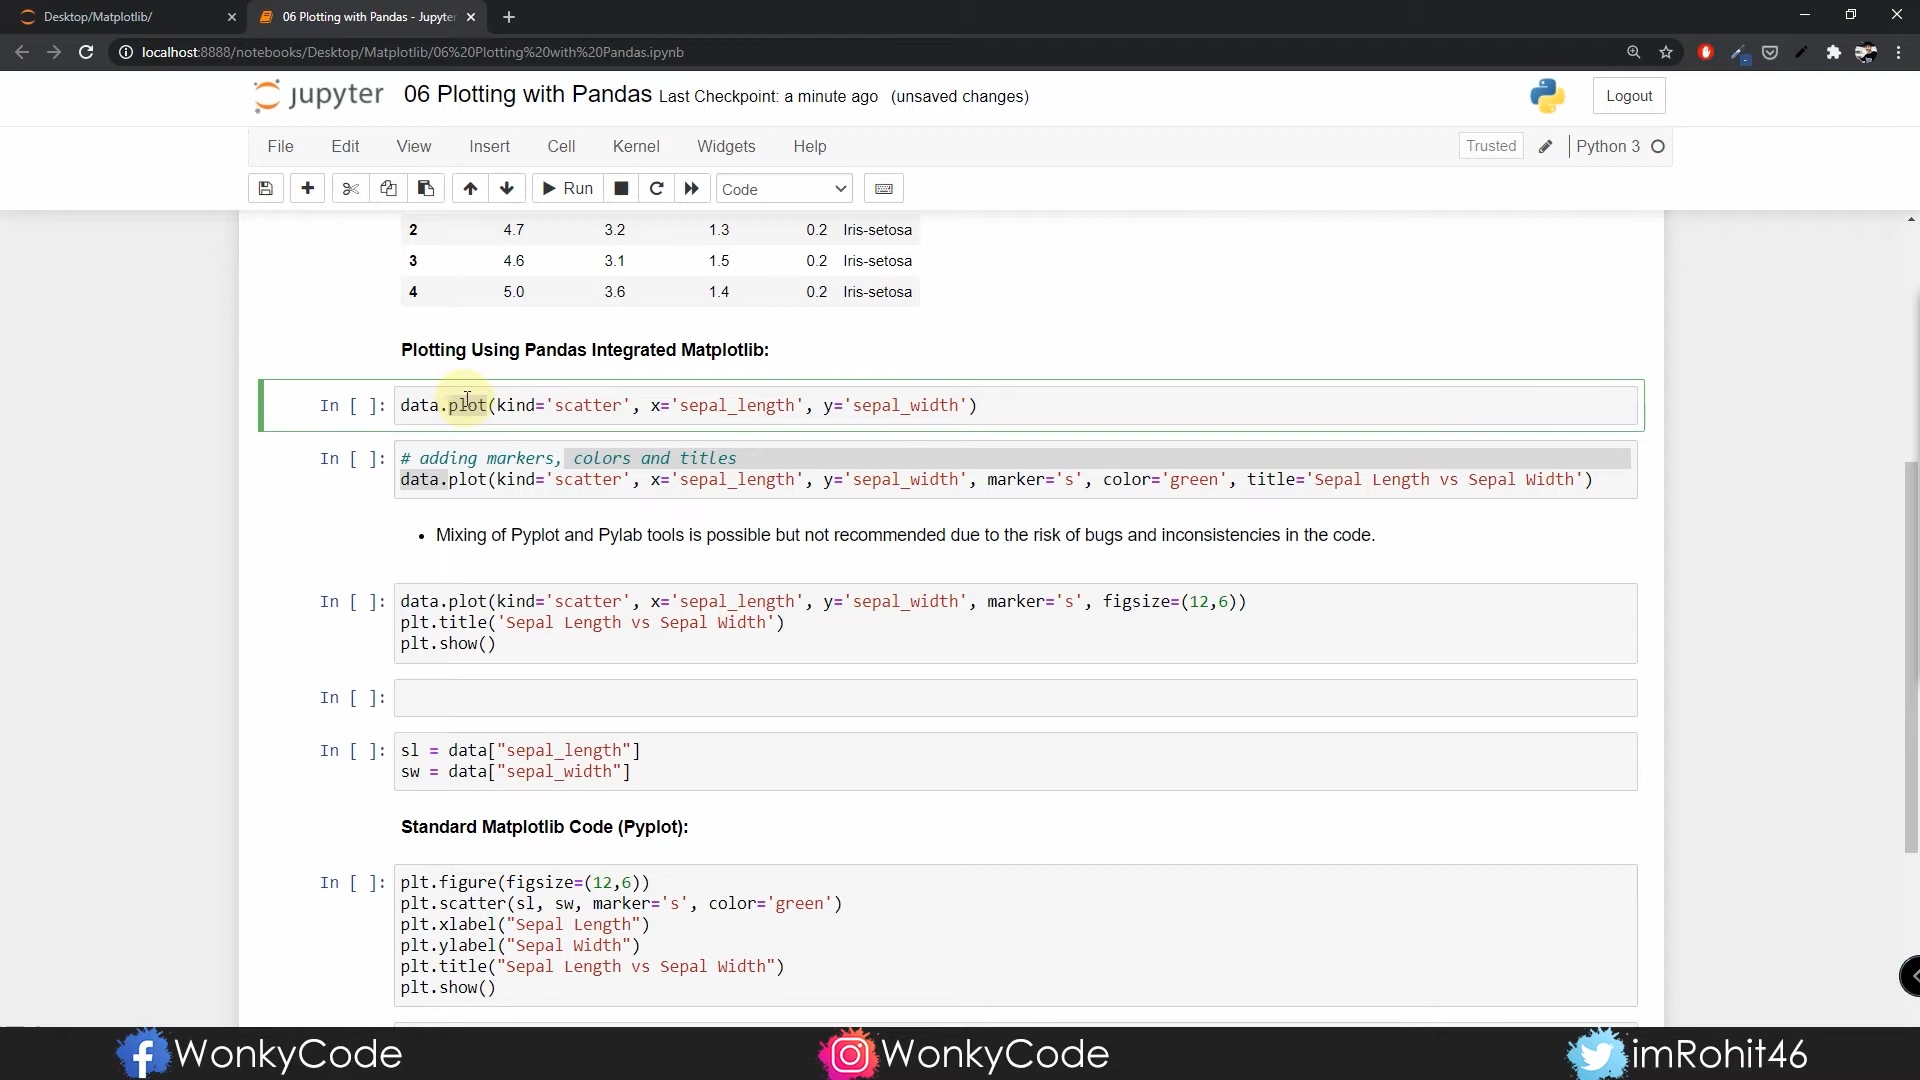 Desktop/Matplotlib/
06 Plotting with Pandas - Jupyter
localhost:8888/notebooks/Desktop/Matplotlib/06%20Plotting%20with%20Pandas.ipynb
jupyter 06 Plotting with Pandas Last Checkpoint: a minute ago (unsaved changes)
Logout
File Edit View Insert Cell Kernel Widgets Help
Trusted
Python 3
Run
Code
2 4.7 3.2 1.3 0.2 Iris-setosa
3 4.6 3.1 1.5 0.2 Iris-setosa
4 5.0 3.6 1.4 0.2 Iris-setosa
Plotting Using Pandas Integrated Matplotlib:
In [ ]: data.plot(kind='scatter', x='sepal_length', y='sepal_width')
In [ ]: # adding markers, colors and titles
data.plot(kind='scatter', x='sepal_length', y='sepal_width', marker='s', color='green', title='Sepal Length vs Sepal Width')
• Mixing of Pyplot and Pylab tools is possible but not recommended due to the risk of bugs and inconsistencies in the code.
In [ ]: data.plot(kind='scatter', x='sepal_length', y='sepal_width', marker='s', figsize=(12,6))
plt.title('Sepal Length vs Sepal Width')
plt.show()
In [ ]:
In [ ]: sl = data["sepal_length"]
sw = data["sepal_width"]
Standard Matplotlib Code (Pyplot):
In [ ]: plt.figure(figsize=(12,6))
plt.scatter(sl, sw, marker='s', color='green')
plt.xlabel("Sepal Length")
plt.ylabel("Sepal Width")
plt.title("Sepal Length vs Sepal Width")
plt.show()
WonkyCode
WonkyCode
imRohit46